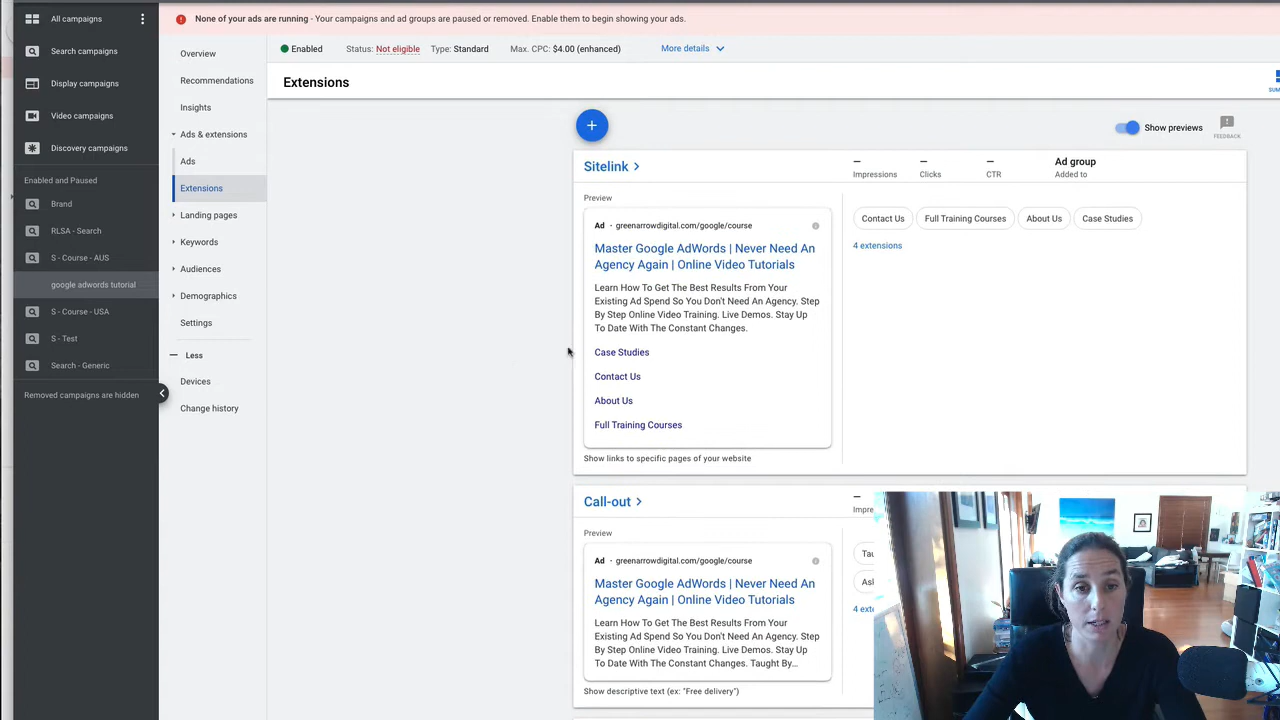 All campaigns
Search campaigns
Display campaigns
Video campaigns
Discovery campaigns
Enabled and Paused
Brand
RLSA - Search
S - Course - AUS
google adwords tutorial
S - Course - USA
S - Test
Search - Generic
Removed campaigns are hidden
None of your ads are running - Your campaigns and ad groups are paused or removed. Enable them to begin showing your ads.
Overview
Recommendations
Insights
Ads & extensions
Ads
Extensions
Landing pages
Keywords
Audiences
Demographics
Settings
Less
Devices
Change history
Enabled Status: Not eligible Type: Standard Max. CPC: $4.00 (enhanced) More details
Extensions
Show previews
FEEDBACK
Sitelink
– Impressions
– Clicks
– CTR
Ad group
Added to
Preview
Ad · greenarrowdigital.com/google/course
Master Google AdWords | Never Need An
Agency Again | Online Video Tutorials
Learn How To Get The Best Results From Your
Existing Ad Spend So You Don't Need An Agency. Step
By Step Online Video Training. Live Demos. Stay Up
To Date With The Constant Changes.
Case Studies
Contact Us
About Us
Full Training Courses
Show links to specific pages of your website
Contact Us Full Training Courses About Us Case Studies
4 extensions
Call-out
Preview
Ad · greenarrowdigital.com/google/course
Master Google AdWords | Never Need An
Agency Again | Online Video Tutorials
Learn How To Get The Best Results From Your
Existing Ad Spend So You Don't Need An Agency. Step
By Step Online Video Training. Live Demos. Stay Up
To Date With The Constant Changes. Taught By...
Show descriptive text (ex: "Free delivery")